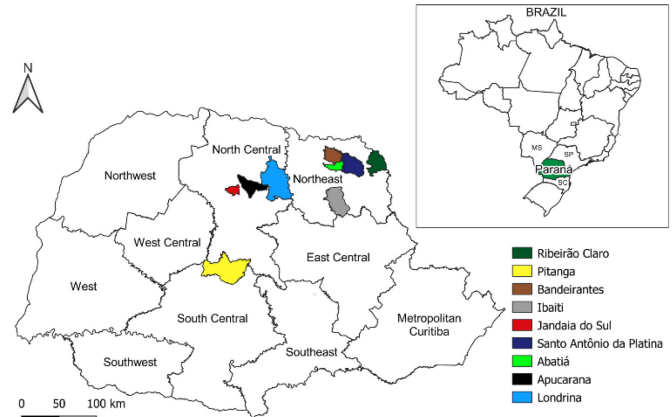 BRAZIL
MS
SP
Paraná
SC
N
North Central
Northeast
Northwest
West Central
East Central
West
South Central
Metropolitan
Curitiba
Southeast
Southwest
0 50 100 km
Ribeirão Claro
Pitanga
Bandeirantes
Ibaiti
Jandaia do Sul
Santo Antônio da Platina
Abatiá
Apucarana
Londrina